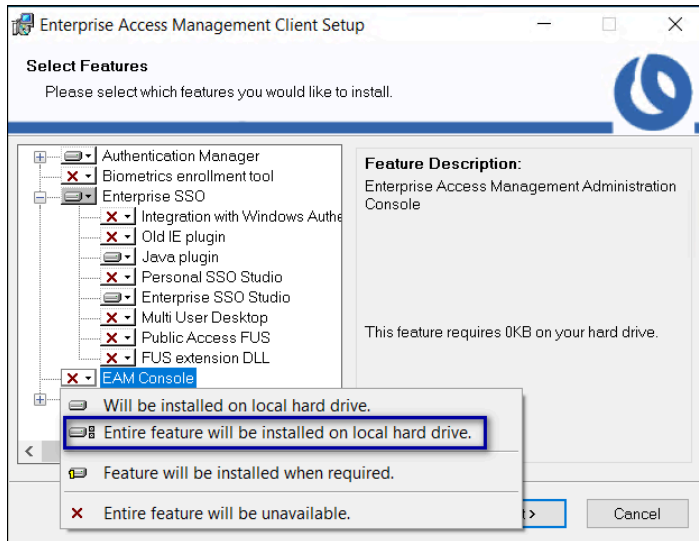 Enterprise Access Management Client Setup
Select Features
Please select which features you would like to install.
Authentication Manager
Biometrics enrollment tool
Enterprise SSO
Integration with Windows Authe
Old IE plugin
Java plugin
Personal SSO Studio
Enterprise SSO Studio
Multi User Desktop
Public Access FUS
FUS extension DLL
EAM Console
Feature Description:
Enterprise Access Management Administration
Console
This feature requires 0KB on your hard drive.
Will be installed on local hard drive.
Entire feature will be installed on local hard drive.
Feature will be installed when required.
Entire feature will be unavailable.
Cancel